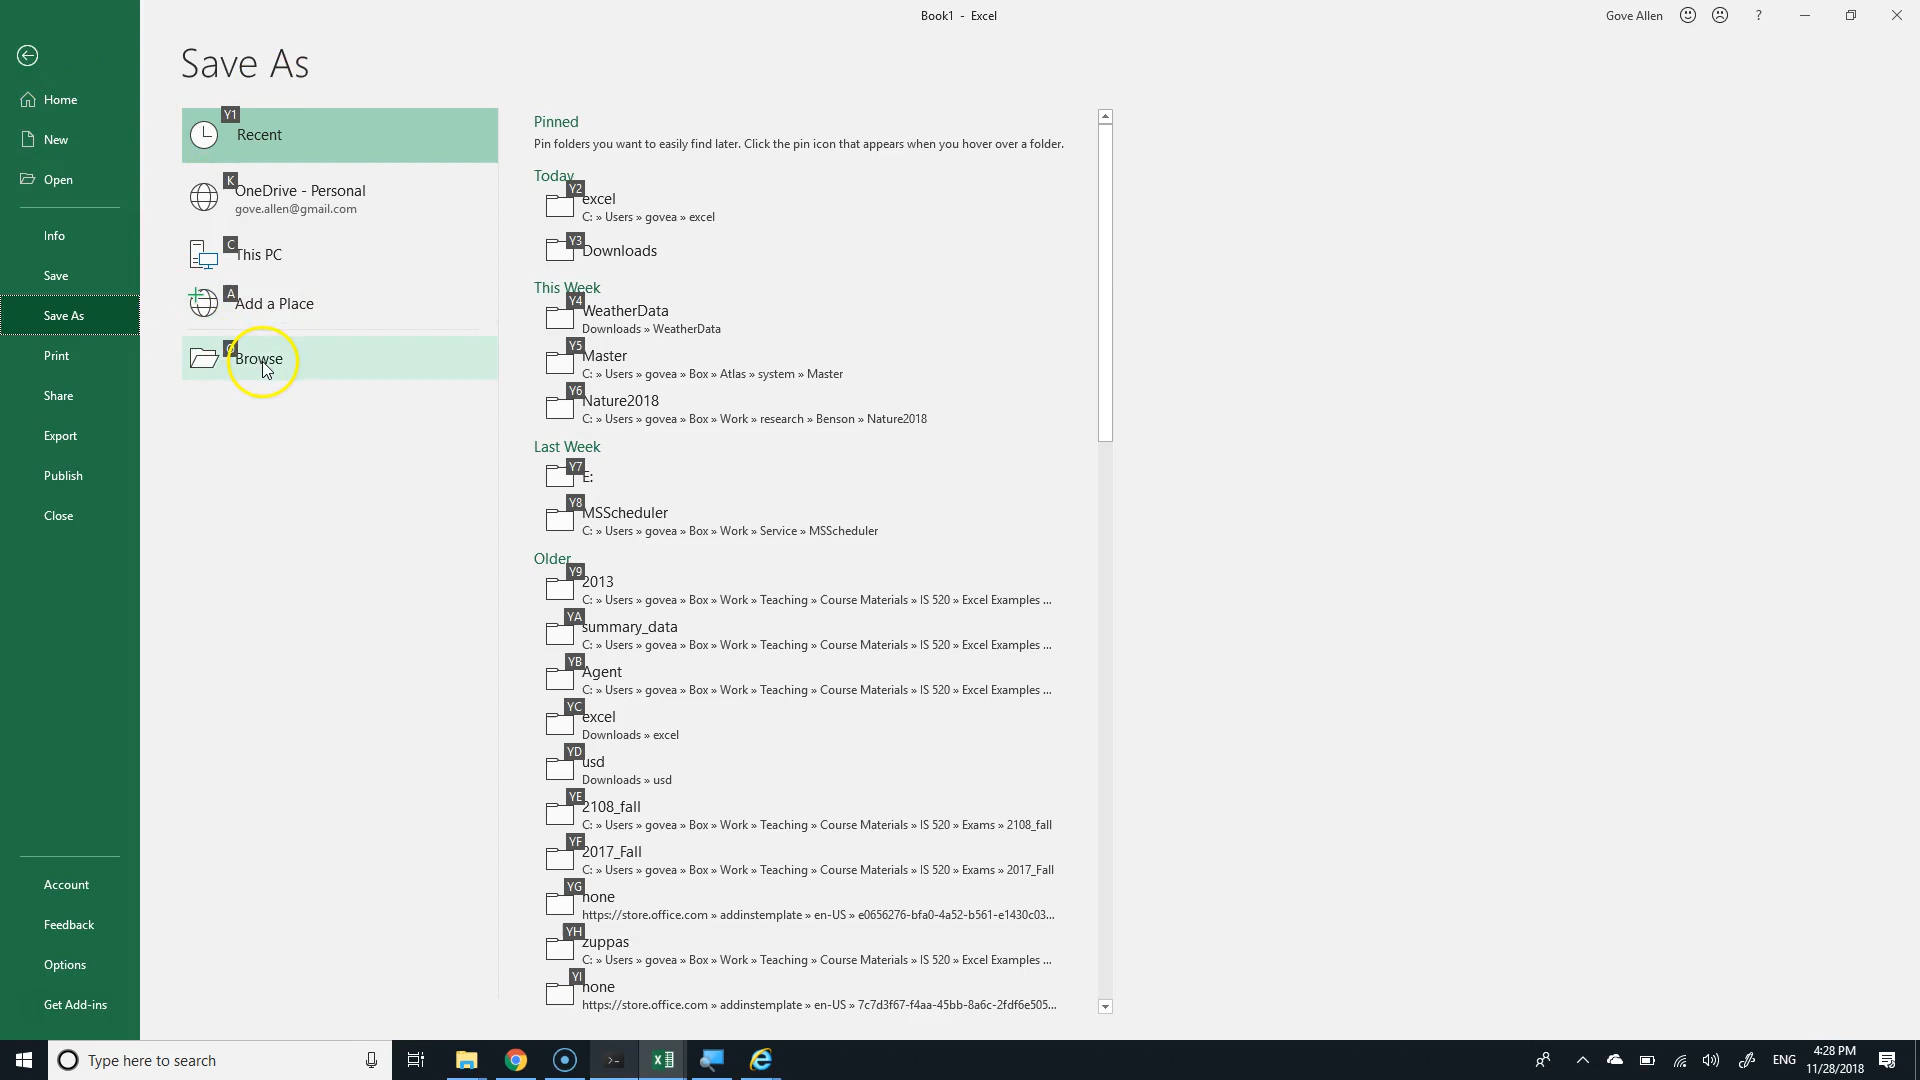 Book1 - Excel
Gove Allen
?
Home
New
Open
Info
Save
Save As
Print
Share
Export
Publish
Close
Account
Feedback
Options
Get Add-ins
Save As
Y1
Recent
K
OneDrive - Personal
gove.allen@gmail.com
C
This PC
A
Add a Place
O
Browse
Pinned
Pin folders you want to easily find later. Click the pin icon that appears when you hover over a folder.
Today
Y2
excel
C: » Users » govea » excel
Y3
Downloads
This Week
Y4
WeatherData
Downloads » WeatherData
Y5
Master
C: » Users » govea » Box » Atlas » system » Master
Y6
Nature2018
C: » Users » govea » Box » Work » research » Benson » Nature2018
Last Week
Y7
E:
Y8
MSScheduler
C: » Users » govea » Box » Work » Service » MSScheduler
Older
Y9
2013
C: » Users » govea » Box » Work » Teaching » Course Materials » IS 520 » Excel Examples ...
YA
summary_data
C: » Users » govea » Box » Work » Teaching » Course Materials » IS 520 » Excel Examples ...
YB
Agent
C: » Users » govea » Box » Work » Teaching » Course Materials » IS 520 » Excel Examples ...
YC
excel
Downloads » excel
YD
usd
Downloads » usd
YE
2108_fall
C: » Users » govea » Box » Work » Teaching » Course Materials » IS 520 » Exams » 2108_fall
YF
2017_Fall
C: » Users » govea » Box » Work » Teaching » Course Materials » IS 520 » Exams » 2017_Fall
YG
none
https://store.office.com » addinstemplate » en-US » e0656276-bfa0-4a52-b561-e1430c03...
YH
zuppas
C: » Users » govea » Box » Work » Teaching » Course Materials » IS 520 » Excel Examples ...
YI
none
https://store.office.com » addinstemplate » en-US » 7c7d3f67-f4aa-45bb-8a6c-2fdf6e505...
Type here to search
ENG
4:28 PM
11/28/2018